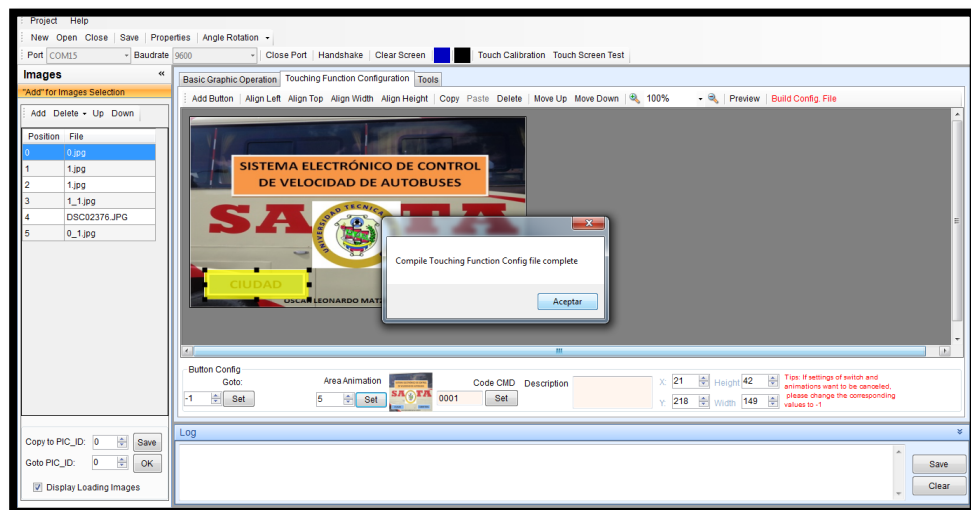 Project Help
New Open Close Save Properties Angle Rotation
Port COM15 Baudrate 9600 Close Port Handshake Clear Screen Touch Calibration Touch Screen Test
Images «
"Add" for Images Selection
Add Delete Up Down
Position File
0 0.jpg
1 1.jpg
2 1.jpg
3 1_1.jpg
4 DSC02376.JPG
5 0_1.jpg
Copy to PIC_ID: 0 Save
Goto PIC_ID: 0 OK
Display Loading Images
Basic Graphic Operation Touching Function Configuration Tools
Add Button Align Left Align Top Align Width Align Height Copy Paste Delete Move Up Move Down 100% Preview Build Config. File
SISTEMA ELECTRÓNICO DE CONTROL
DE VELOCIDAD DE AUTOBUSES
UNIVERSIDAD TECNICA
CIUDAD
OSCAR LEONARDO
Compile Touching Function Config file complete
Aceptar
Button Config
Goto:
-1 Set
Area Animation
5 Set
Code CMD
0001 Set
Description
X: 21 Height 42
Y: 218 Width 149
Tips: If settings of switch and
animations want to be canceled,
please change the corresponding
values to -1
Log
Save
Clear